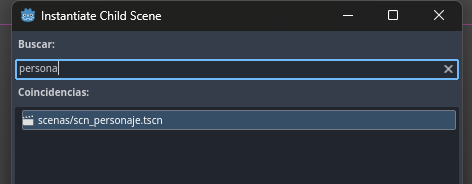 Instantiate Child Scene
Buscar:
persona
Coincidencias:
scenas/scn_personaje.tscn